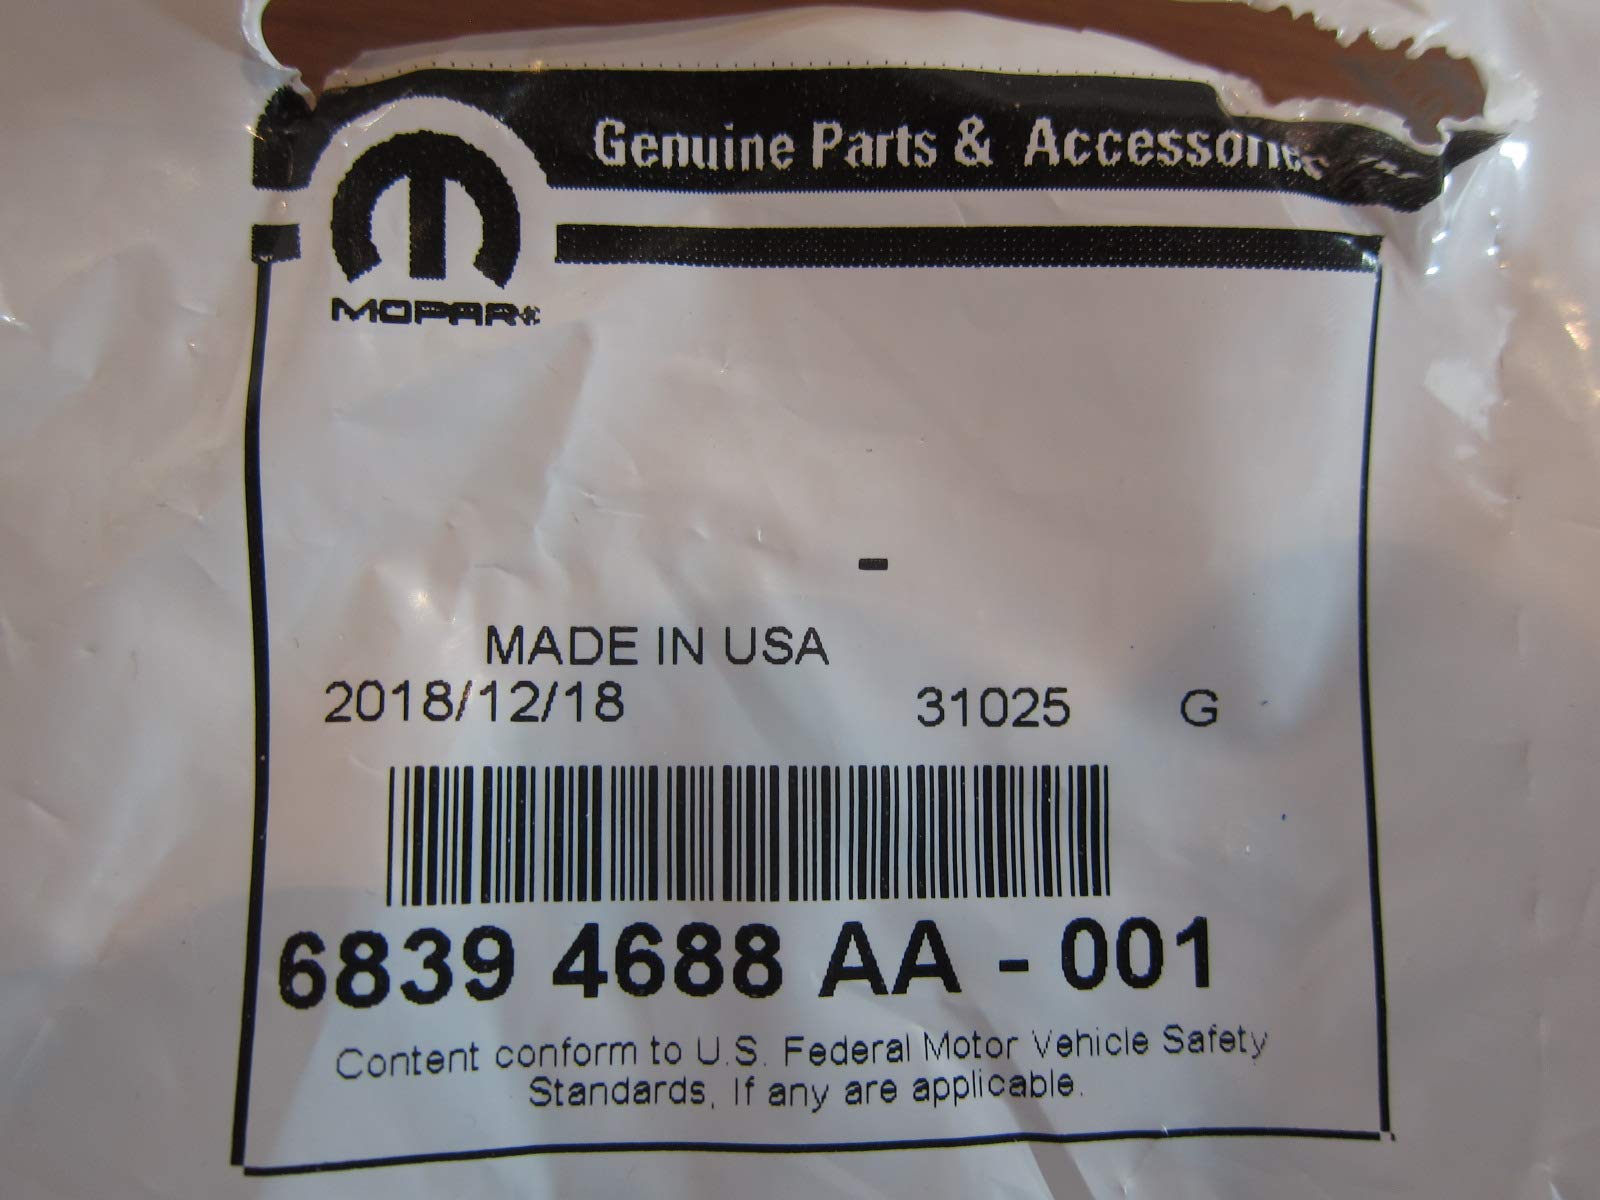 Genuine Parts & Accessories
MOPAR®
-
MADE IN USA
2018/12/18 31025 G
6839 4688 AA - 001
Content conform to U.S. Federal Motor Vehicle Safety
Standards, If any are applicable.